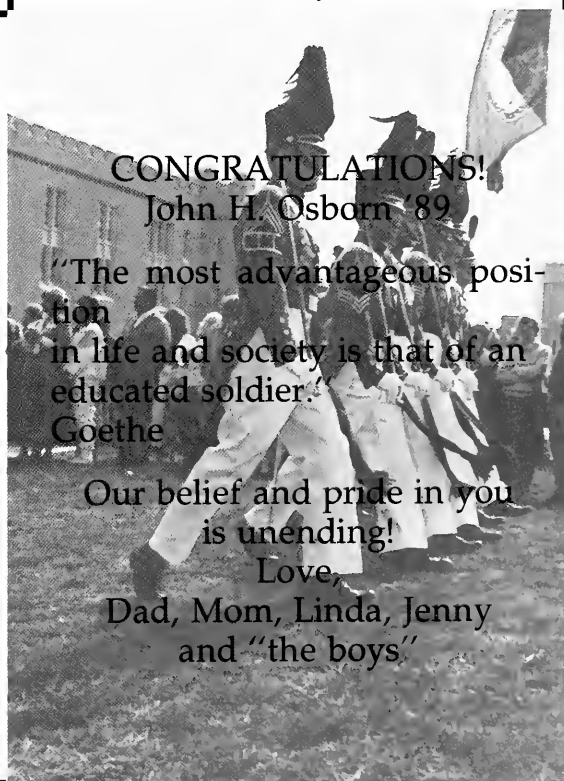 CONGRATULATIONS!
John H. Osborn '89
"The most advantageous posi-
tion
in life and society is that of an
educated soldier."
Goethe
Our belief and pride in you
is unending!
Love,
Dad, Mom, Linda, Jenny
and "the boys"